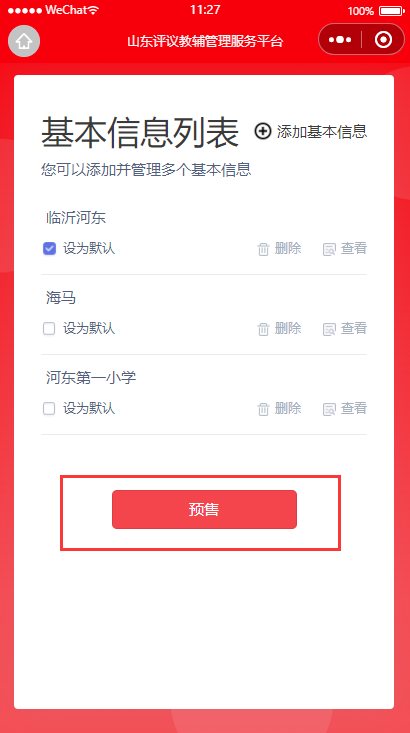 WeChat
11:27
100%
山东评议教辅管理服务平台
基本信息列表
添加基本信息
您可以添加并管理多个基本信息
临沂河东
设为默认 删除 查看
海马
设为默认 删除 查看
河东第一小学
设为默认 删除 查看
预售